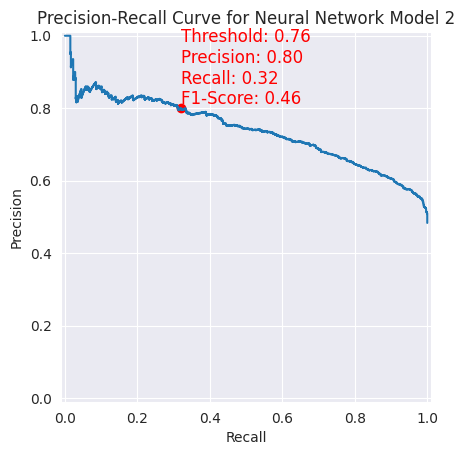 Precision-Recall Curve for Neural Network Model 2
Threshold: 0.76
Precision: 0.80
Recall: 0.32
F1-Score: 0.46
1.0
0.8
0.6
0.4
0.2
0.0
Precision
0.0 0.2 0.4 0.6 0.8 1.0
Recall